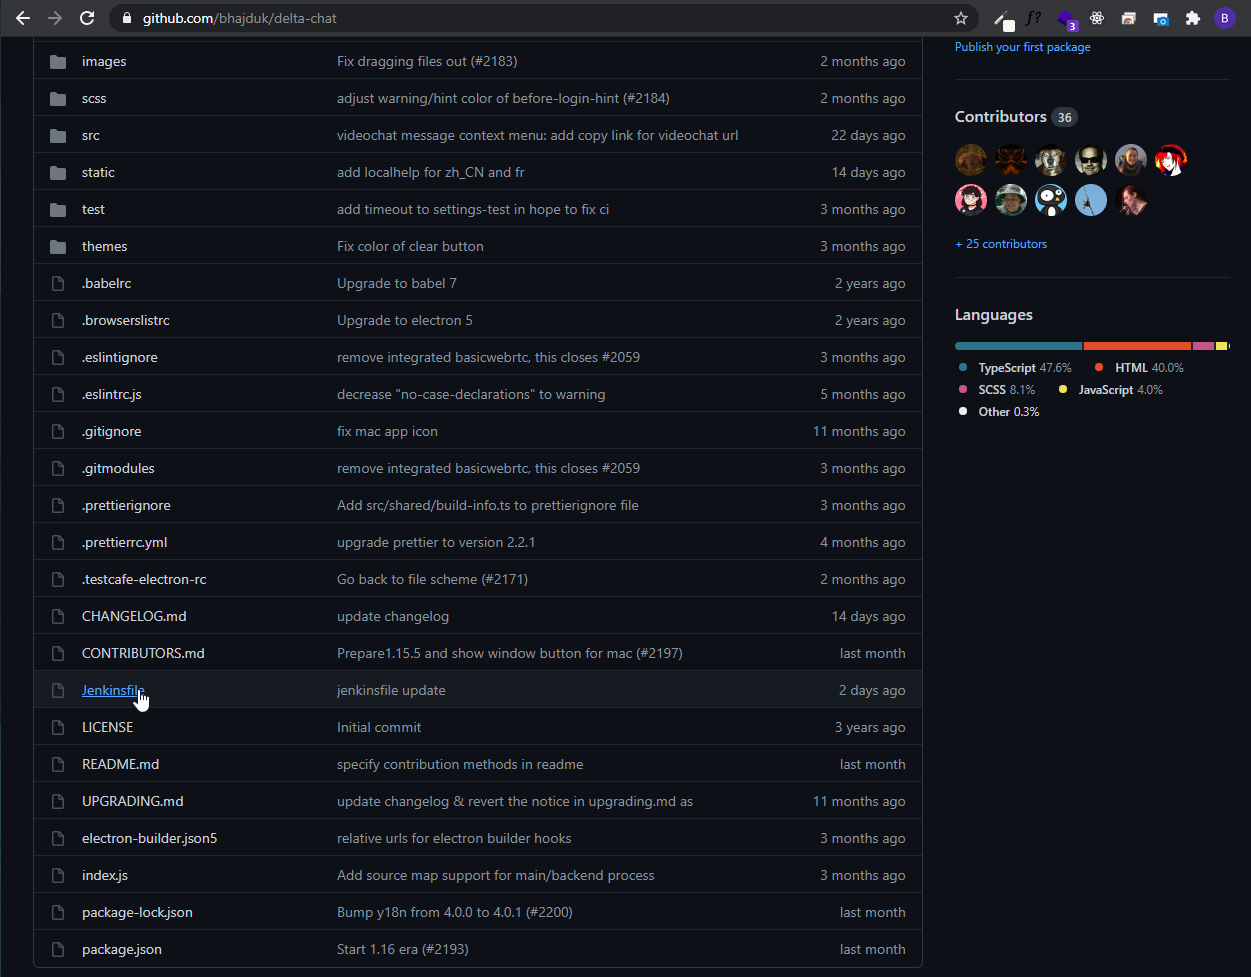 github.com/bhajduk/delta-chat
f?
3
B
images Fix dragging files out (#2183) 2 months ago
scss adjust warning/hint color of before-login-hint (#2184) 2 months ago
src videochat message context menu: add copy link for videochat url 22 days ago
static add localhelp for zh_CN and fr 14 days ago
test add timeout to settings-test in hope to fix ci 3 months ago
themes Fix color of clear button 3 months ago
.babelrc Upgrade to babel 7 2 years ago
.browserslistrc Upgrade to electron 5 2 years ago
.eslintignore remove integrated basicwebrtc, this closes #2059 3 months ago
.eslintrc.js decrease "no-case-declarations" to warning 5 months ago
.gitignore fix mac app icon 11 months ago
.gitmodules remove integrated basicwebrtc, this closes #2059 3 months ago
.prettierignore Add src/shared/build-info.ts to prettierignore file 3 months ago
.prettierrc.yml upgrade prettier to version 2.2.1 4 months ago
.testcafe-electron-rc Go back to file scheme (#2171) 2 months ago
CHANGELOG.md update changelog 14 days ago
CONTRIBUTORS.md Prepare1.15.5 and show window button for mac (#2197) last month
Jenkinsfile jenkinsfile update 2 days ago
LICENSE Initial commit 3 years ago
README.md specify contribution methods in readme last month
UPGRADING.md update changelog & revert the notice in upgrading.md as 11 months ago
electron-builder.json5 relative urls for electron builder hooks 3 months ago
index.js Add source map support for main/backend process 3 months ago
package-lock.json Bump y18n from 4.0.0 to 4.0.1 (#2200) last month
package.json Start 1.16 era (#2193) last month
Publish your first package
Contributors 36
+ 25 contributors
Languages
TypeScript 47.6% HTML 40.0%
SCSS 8.1% JavaScript 4.0%
Other 0.3%